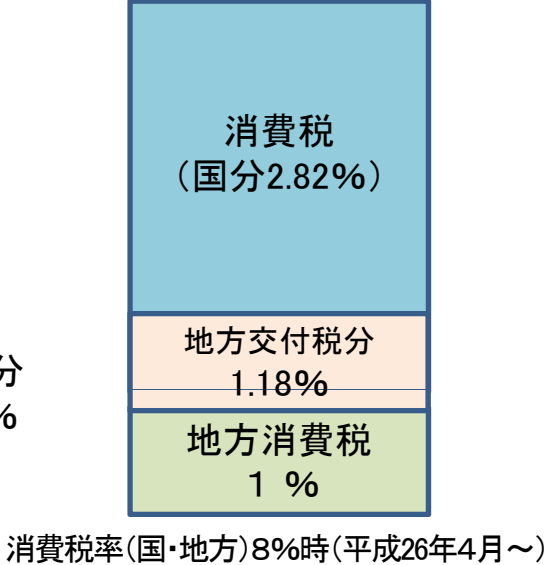 消費税
（国分2.82%）
地方交付税分
1.18%
分
%
地方消費税
1 %
消費税率（国・地方）8%時（平成26年4月～）